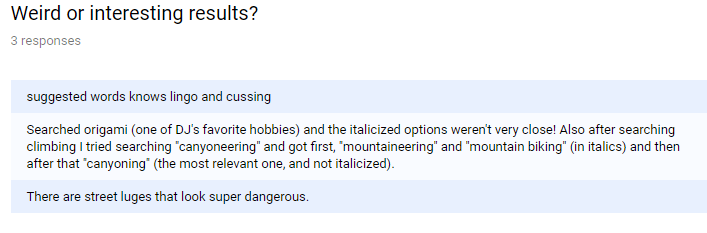 Weird or interesting results?
3 responses
suggested words knows lingo and cussing
Searched origami (one of DJ's favorite hobbies) and the italicized options weren't very close! Also after searching
climbing I tried searching "canyoneering" and got first, "mountaineering" and "mountain biking" (in italics) and then
after that "canyoning" (the most relevant one, and not italicized).
There are street luges that look super dangerous.